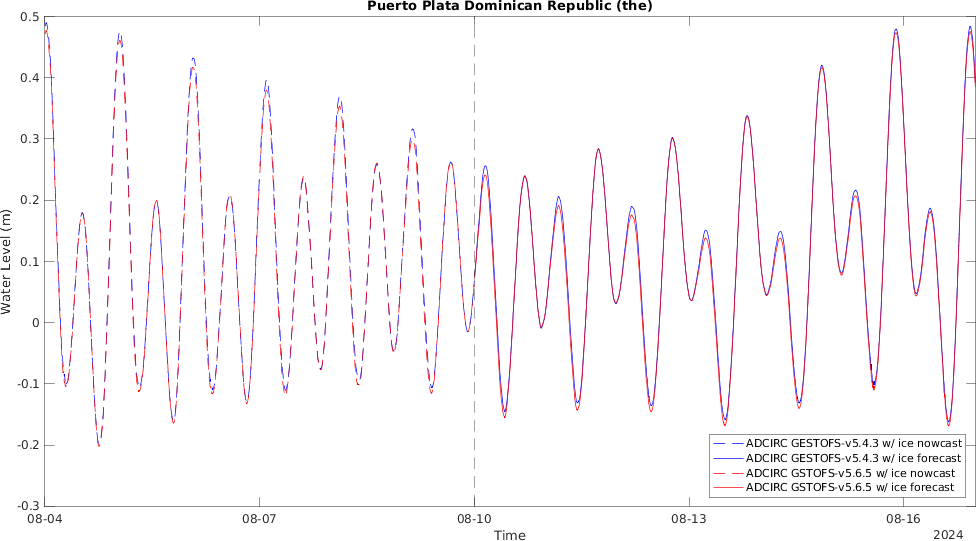 Puerto Plata Dominican Republic (the)
0.5
0.4
0.3
0.2
0.1
0
-0.1
-0.2
-0.3
Water Level (m)
08-04
08-07
08-10
08-13
08-16
Time
2024
ADCIRC GESTOFS-v5.4.3 w/ ice nowcast
ADCIRC GESTOFS-v5.4.3 w/ ice forecast
ADCIRC GSTOFS-v5.6.5 w/ ice nowcast
ADCIRC GSTOFS-v5.6.5 w/ ice forecast